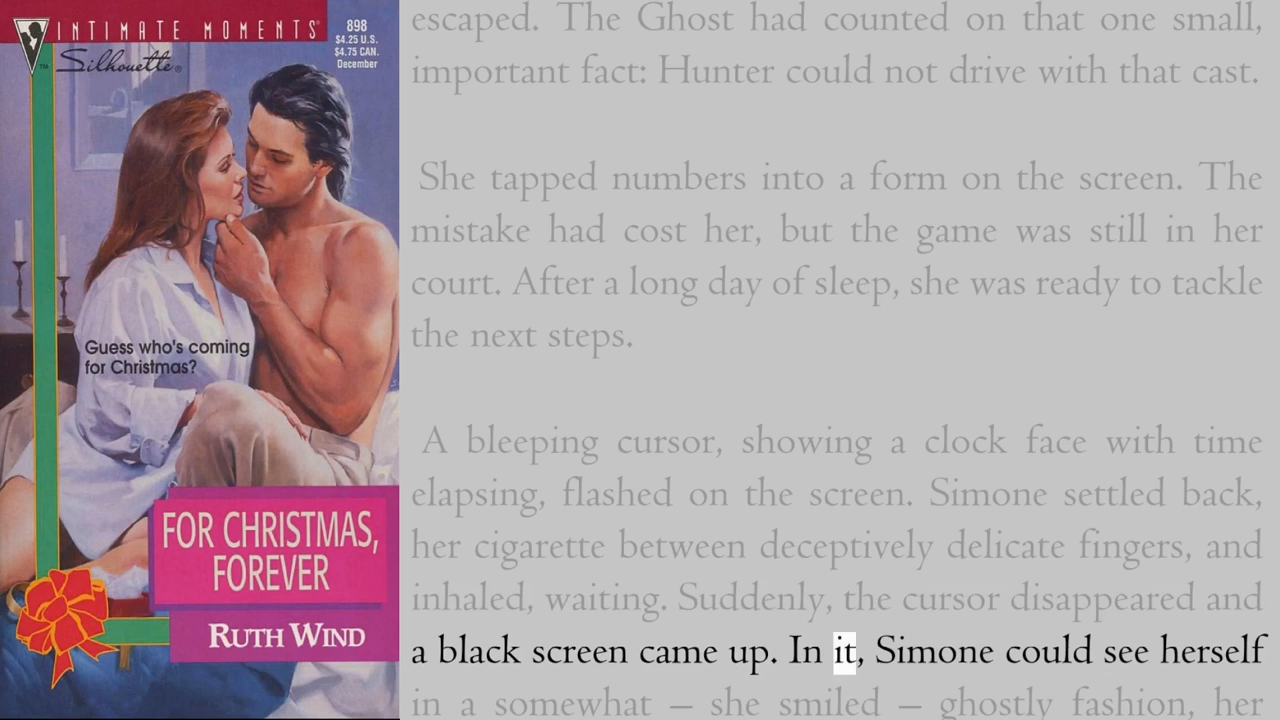 INTIMATE MOMENTS®
898
$4.25 U.S.
$4.75 CAN.
December
™ Silhouette®
Guess who's coming
for Christmas?
FOR CHRISTMAS,
FOREVER
RUTH WIND
escaped. The Ghost had counted on that one small,
important fact: Hunter could not drive with that cast.
She tapped numbers into a form on the screen. The
mistake had cost her, but the game was still in her
court. After a long day of sleep, she was ready to tackle
the next steps.
A bleeping cursor, showing a clock face with time
elapsing, flashed on the screen. Simone settled back,
her cigarette between deceptively delicate fingers, and
inhaled, waiting. Suddenly, the cursor disappeared and
a black screen came up. In it, Simone could see herself
in a somewhat – she smiled – ghostly fashion, her